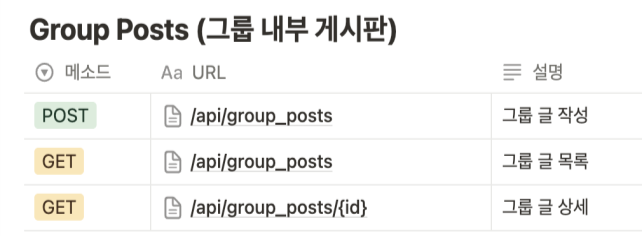 Group Posts (그룹 내부 게시판)
메소드 Aa URL 설명
POST /api/group_posts 그룹 글 작성
GET /api/group_posts 그룹 글 목록
GET /api/group_posts/{id} 그룹 글 상세